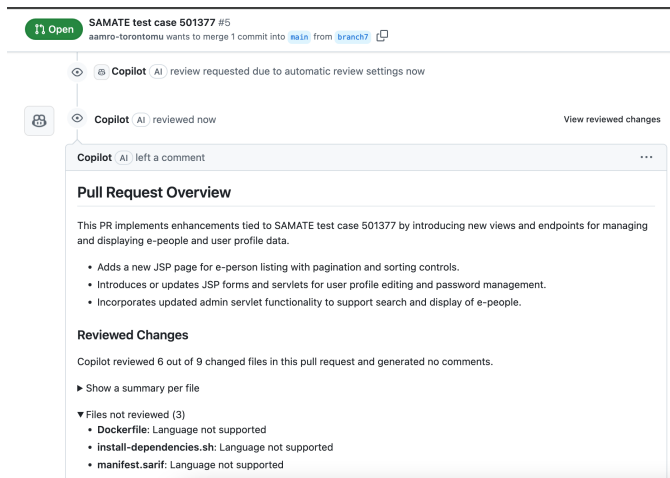 Open
SAMATE test case 501377 #5
aamro-torontomu wants to merge 1 commit into main from branch7
Copilot AI review requested due to automatic review settings now
Copilot AI reviewed now
View reviewed changes
Copilot AI left a comment
Pull Request Overview
This PR implements enhancements tied to SAMATE test case 501377 by introducing new views and endpoints for managing
and displaying e-people and user profile data.
• Adds a new JSP page for e-person listing with pagination and sorting controls.
• Introduces or updates JSP forms and servlets for user profile editing and password management.
• Incorporates updated admin servlet functionality to support search and display of e-people.
Reviewed Changes
Copilot reviewed 6 out of 9 changed files in this pull request and generated no comments.
Show a summary per file
Files not reviewed (3)
• Dockerfile: Language not supported
• install-dependencies.sh: Language not supported
• manifest.sarif: Language not supported